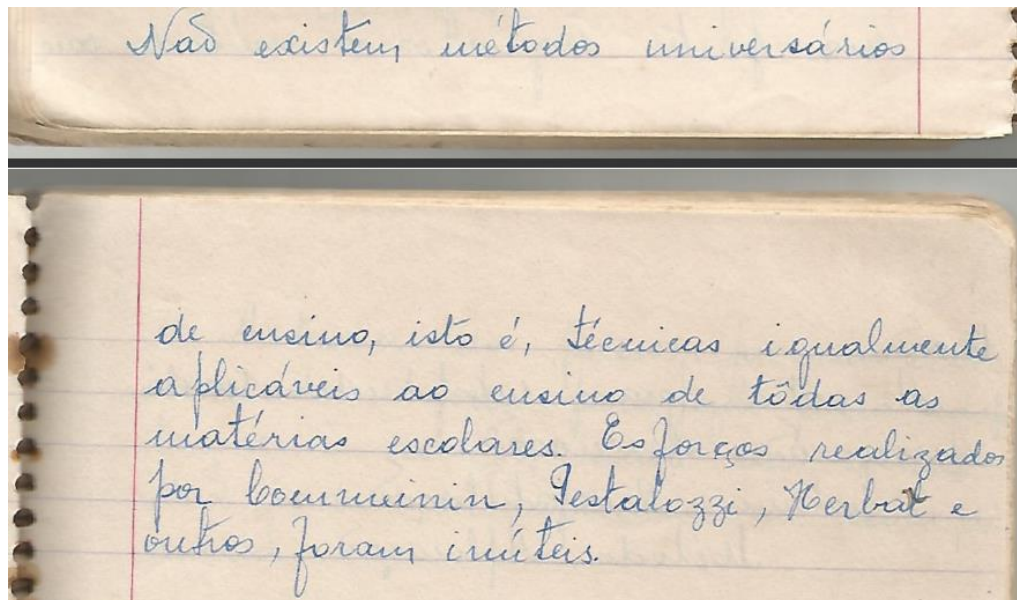 Não existem métodos universários
de ensino, isto é, técnicas igualmente
aplicáveis ao ensino de tôdas as
matérias escolares. Esforços realizados
por , Pestalozzi, Herbat e
outros, foram inúteis.